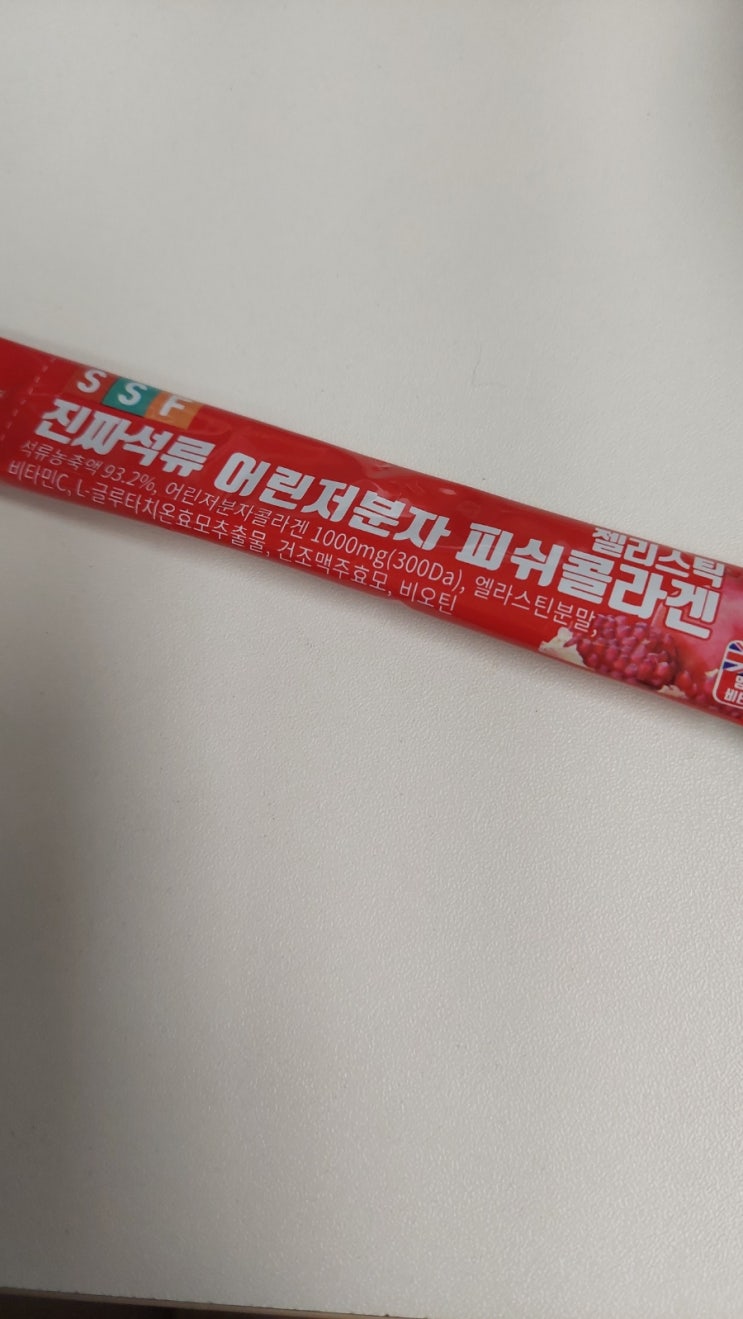 SSF
진짜석류 어린저분자 피쉬콜라겐
젤리스틱
석류농축액 93.2%, 어린저분자콜라겐 1000mg(300Da), 엘라스틴분말,
비타민C, L-글루타치온효모추출물, 건조맥주효모, 비오틴